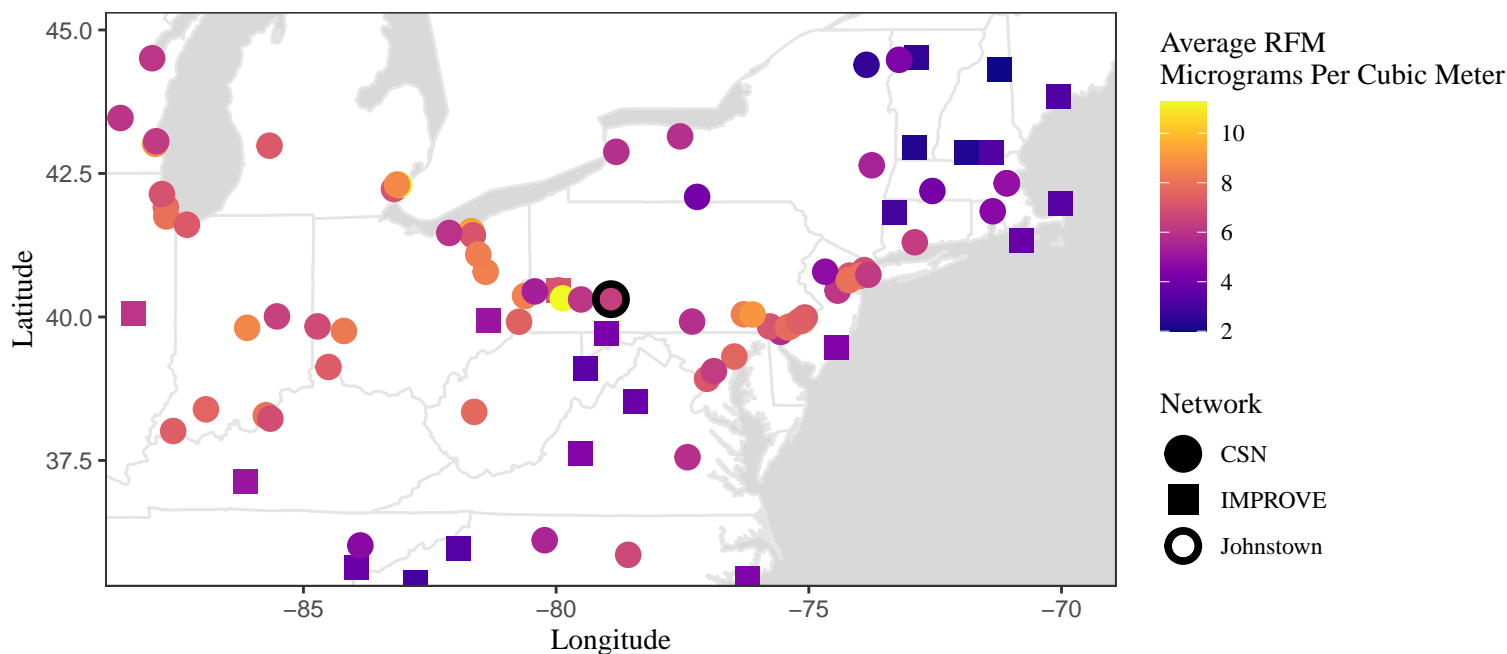 45.0
42.5
40.0
37.5
Latitude
−85
−80
−75
−70
Longitude
Average RFM
Micrograms Per Cubic Meter
10
8
6
4
2
Network
CSN
IMPROVE
Johnstown